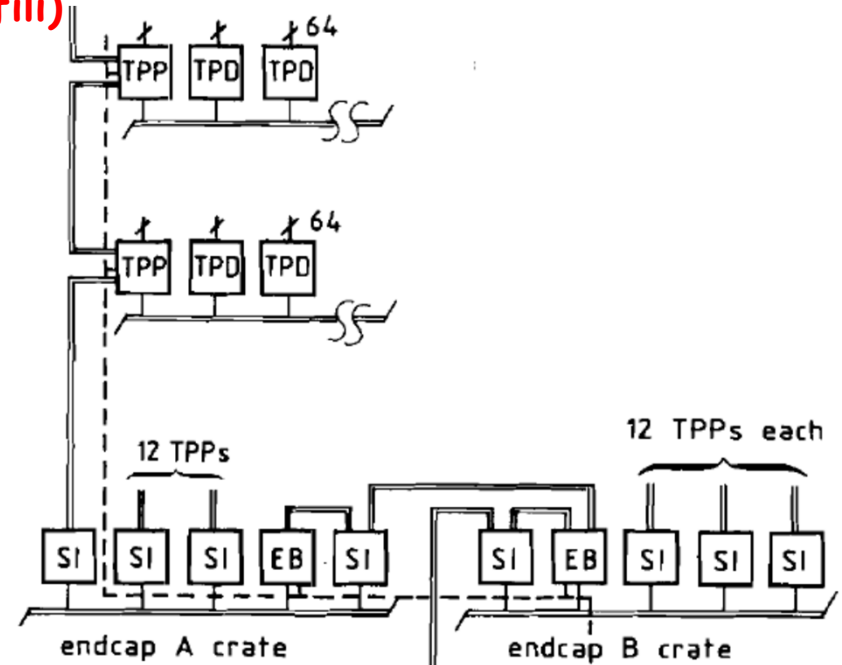 TPP TPD TPD 64
TPP TPD TPD 64
12 TPPs
12 TPPs each
SI SI SI EB SI SI EB SI SI SI
endcap A crate endcap B crate